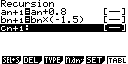 Recursion
an+1=an+0.8 [—]
bn+1=bn×(-1.5) [—]
cn+1: [—]
SEL DEL TYPE n,an·· SET TABL